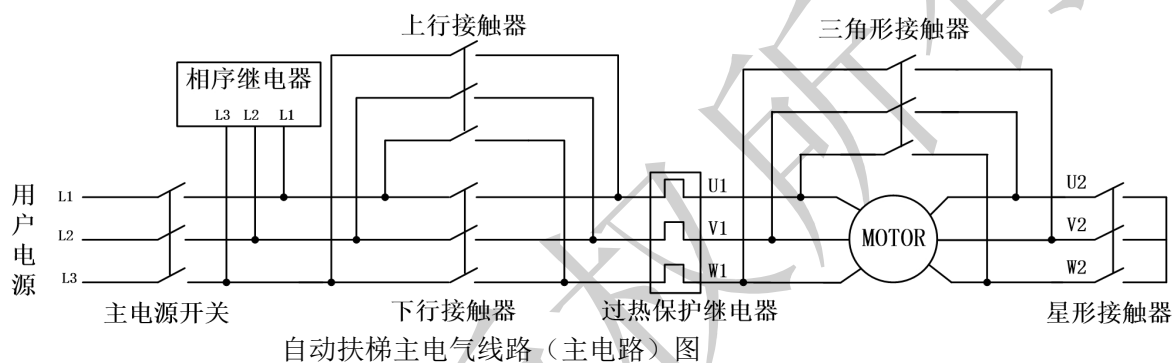 上行接触器
三角形接触器
相序继电器
L3 L2 L1
用户电源
L1
L2
L3
U1
V1
W1
MOTOR
U2
V2
W2
主电源开关
下行接触器
过热保护继电器
星形接触器
自动扶梯主电气线路（主电路）图
权所有